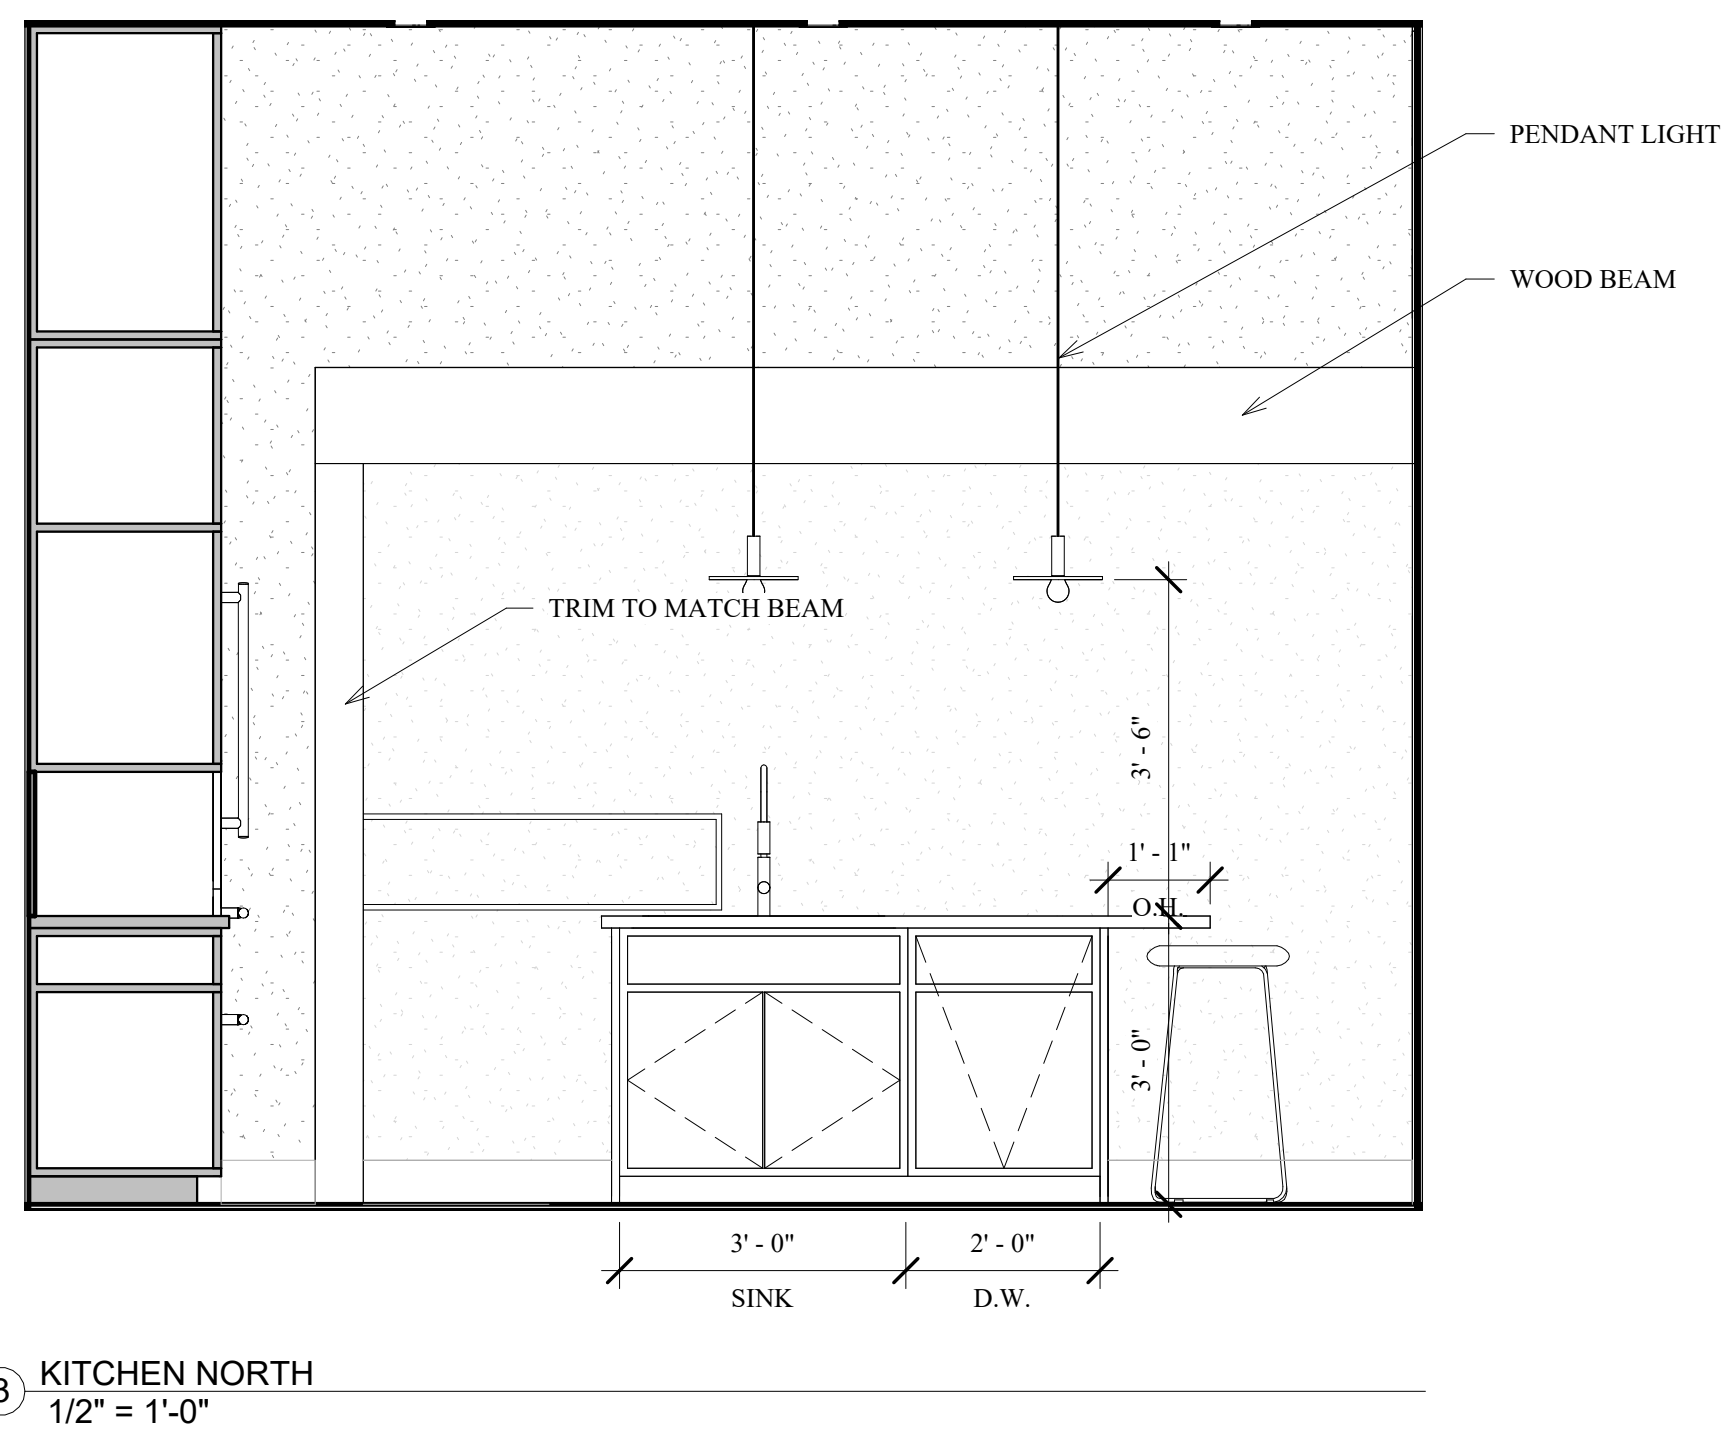 PENDANT LIGHT
WOOD BEAM
TRIM TO MATCH BEAM
3' - 6"
1' - 1"
O.H.
3' - 0"
3' - 0"
2' - 0"
SINK
D.W.
KITCHEN NORTH
3
1/2" = 1'-0"